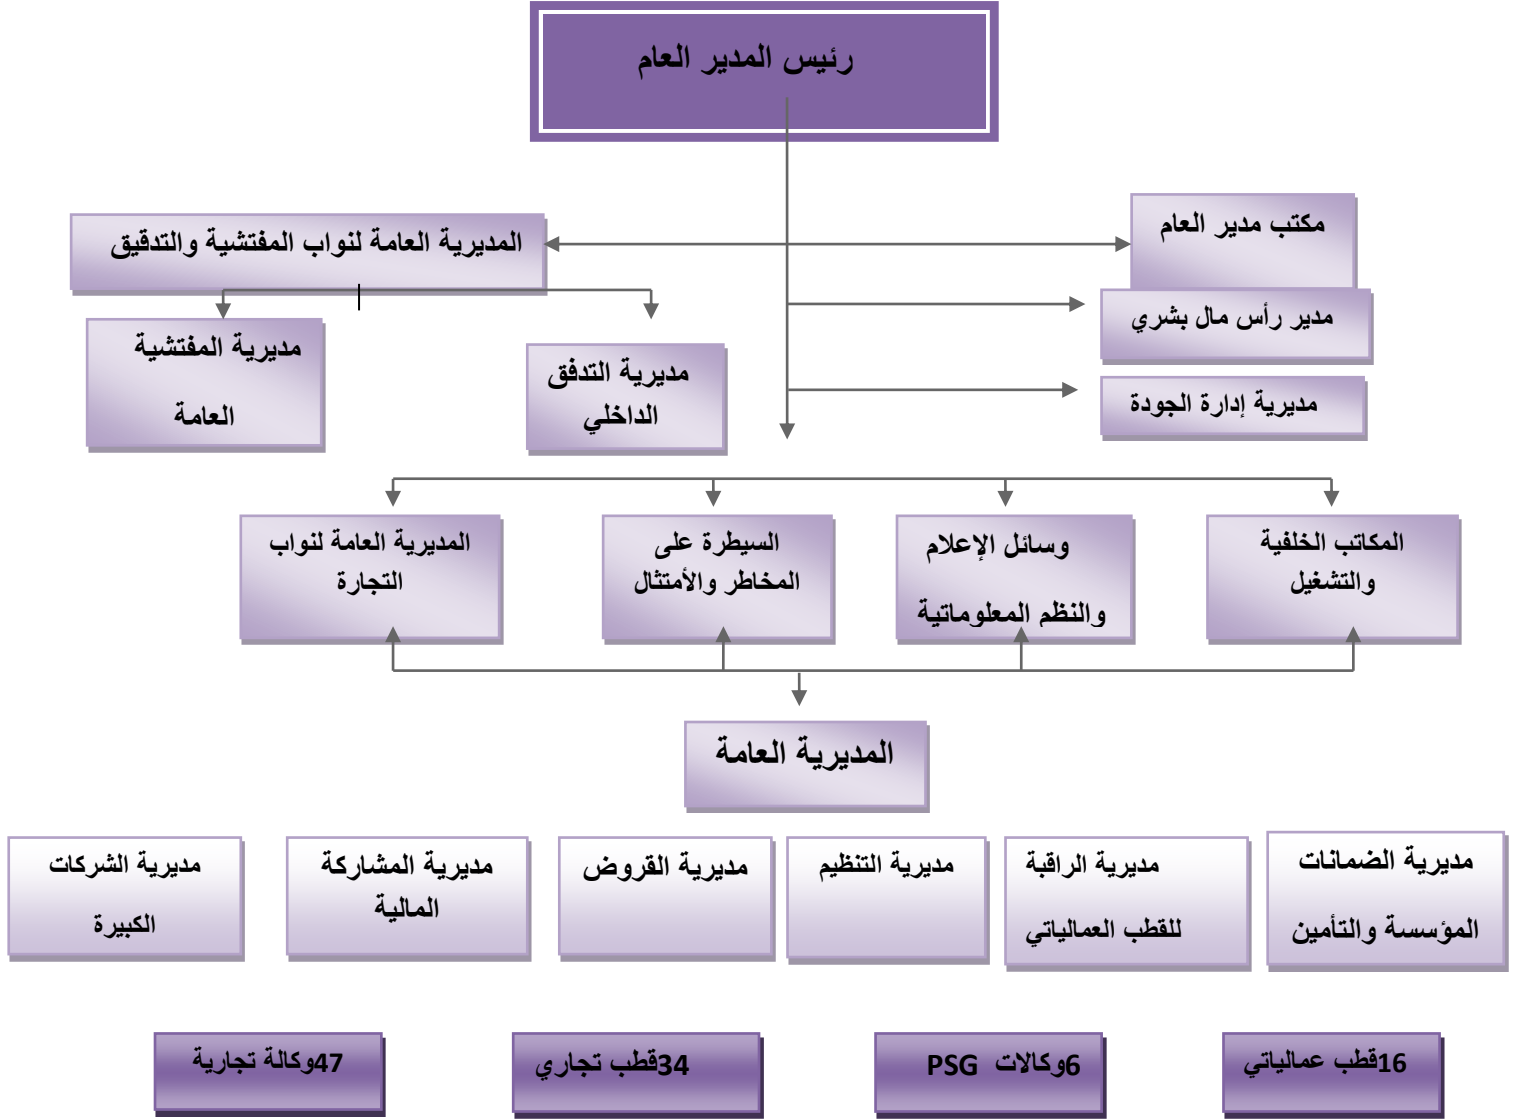 رئيس المدير العام
مكتب مدير العام
المديرية العامة لنواب المفتشية والتدقيق
مدير رأس مال بشري
مديرية إدارة الجودة
مديرية التدفق
الداخلي
مديرية المفتشية
العامة
المكاتب الخلفية
والتشغيل
وسائل الإعلام
والنظم المعلوماتية
السيطرة على
المخاطر والأمتثال
المديرية العامة لنواب
التجارة
المديرية العامة
مديرية الضمانات
المؤسسة والتأمين
مديرية الراقبة
للقطب العمالياتي
مديرية التنظيم
مديرية القروض
مديرية المشاركة
المالية
مديرية الشركات
الكبيرة
16قطب عمالياتي
6وكالات PSG
34قطب تجاري
47وكالة تجارية